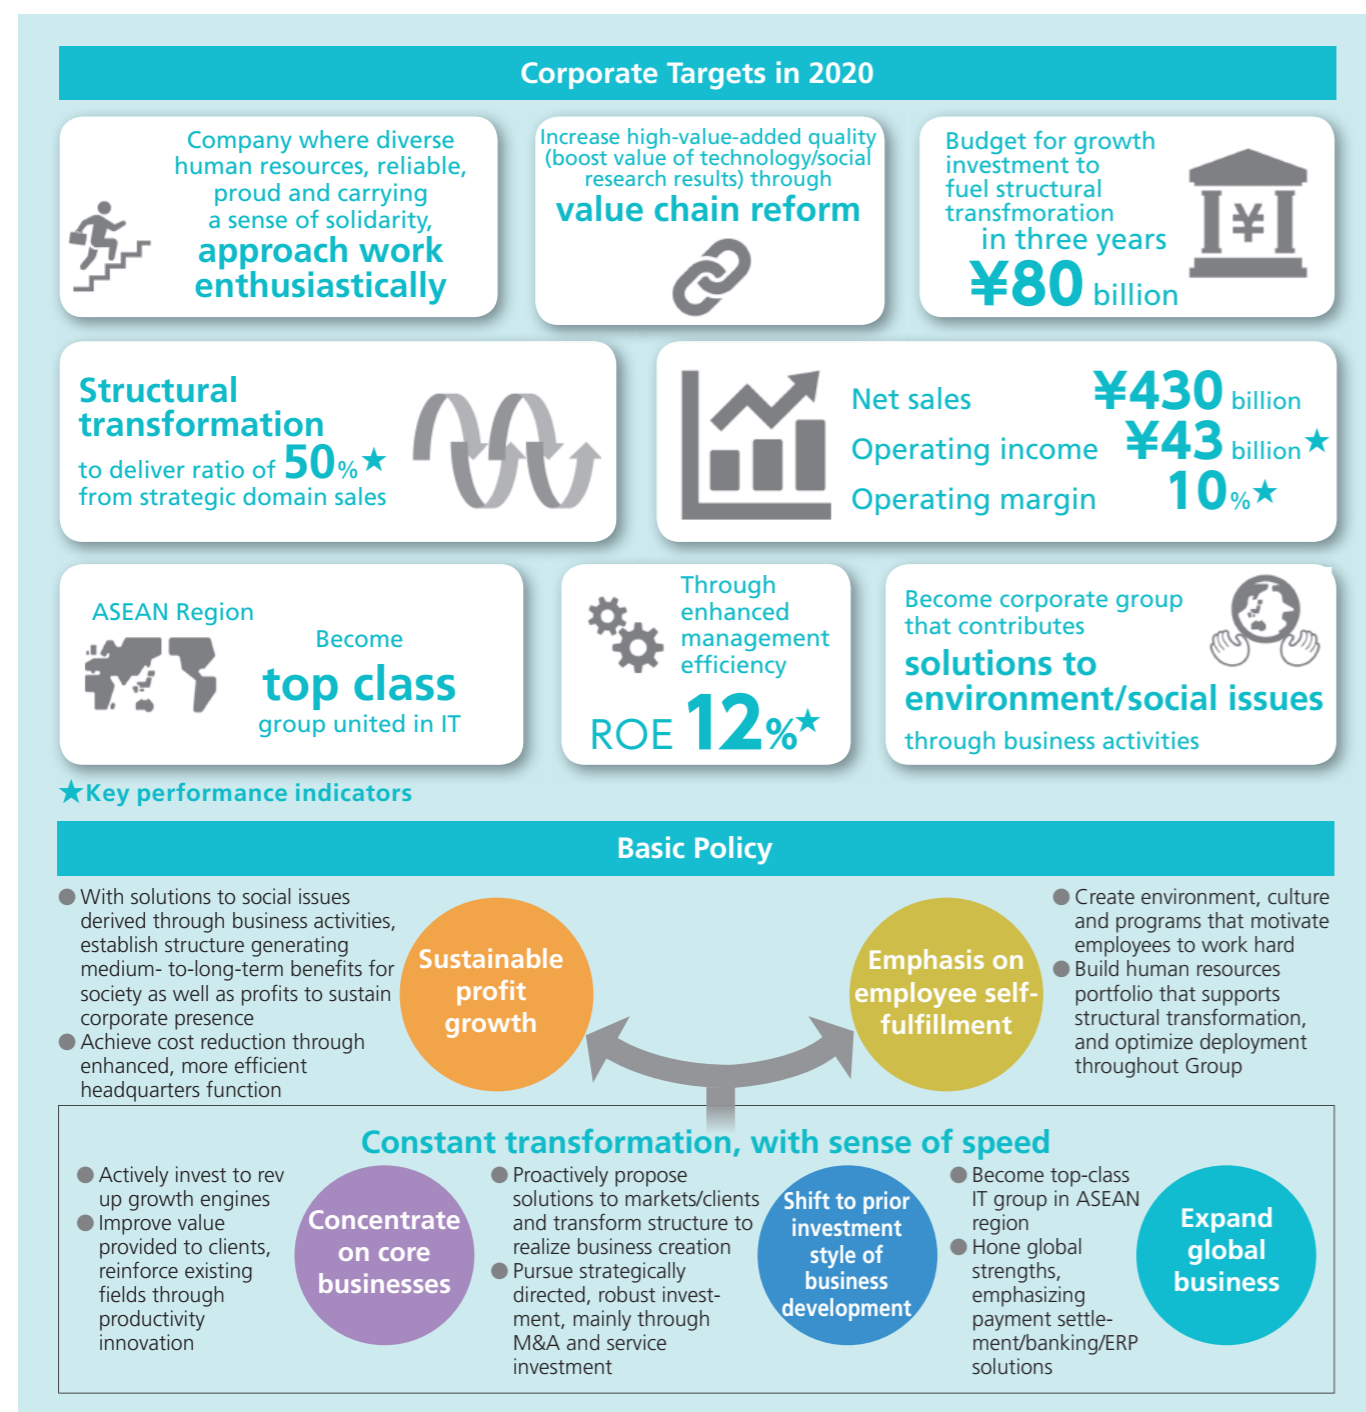 Corporate Targets in 2020
Company where diverse
human resources, reliable,
proud and carrying
a sense of solidarity,
approach work
enthusiastically
Increase high-value-added quality
(boost value of technology/social
research results) through
value chain reform
Budget for growth
investment to
fuel structural
transfmoration
in three years
¥80 billion
¥
Structural
transformation
to deliver ratio of 50%★
from strategic domain sales
Net sales ¥430 billion
Operating income ¥43 billion★
Operating margin 10%★
ASEAN Region
Become
top class
group united in IT
Through
enhanced
management
efficiency
ROE 12%★
Become corporate group
that contributes
solutions to
environment/social issues
through business activities
★Key performance indicators
Basic Policy
● With solutions to social issues
derived through business activities,
establish structure generating
medium- to-long-term benefits for
society as well as profits to sustain
corporate presence
● Achieve cost reduction through
enhanced, more efficient
headquarters function
Sustainable
profit
growth
Emphasis on
employee self-
fulfillment
● Create environment, culture
and programs that motivate
employees to work hard
● Build human resources
portfolio that supports
structural transformation,
and optimize deployment
throughout Group
Constant transformation, with sense of speed
● Actively invest to rev
up growth engines
● Improve value
provided to clients,
reinforce existing
fields through
productivity
innovation
Concentrate
on core
businesses
● Proactively propose
solutions to markets/clients
and transform structure to
realize business creation
● Pursue strategically
directed, robust invest-
ment, mainly through
M&A and service
investment
Shift to prior
investment
style of
business
development
● Become top-class
IT group in ASEAN
region
● Hone global
strengths,
emphasizing
payment settle-
ment/banking/ERP
solutions
Expand
global
business